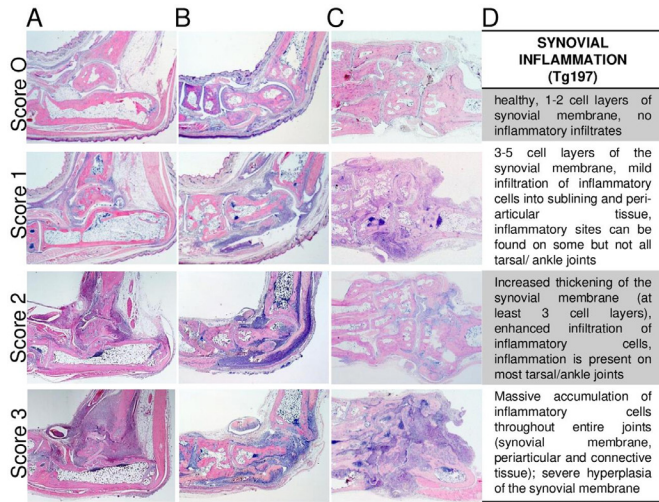 A B C D
Score O
Score 1
Score 2
Score 3
SYNOVIAL
INFLAMMATION
(Tg197)
healthy, 1-2 cell layers of
synovial membrane, no
inflammatory infiltrates
3-5 cell layers of the
synovial membrane, mild
infiltration of inflammatory
cells into sublining and peri-
articular tissue,
inflammatory sites can be
found on some but not all
tarsal/ ankle joints
Increased thickening of the
synovial membrane (at
least 3 cell layers),
enhanced infiltration of
inflammatory cells,
inflammation is present on
most tarsal/ankle joints
Massive accumulation of
inflammatory cells
throughout entire joints
(synovial membrane,
periarticular and connective
tissue); severe hyperplasia
of the synovial membrane